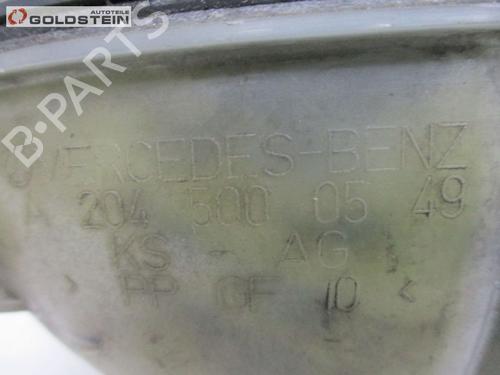 AUTOTEILE
GOLDSTEIN
B-PARTS
MERCEDES-BENZ
A 204 500 05 49
KS - AG
> PP GF 10 <